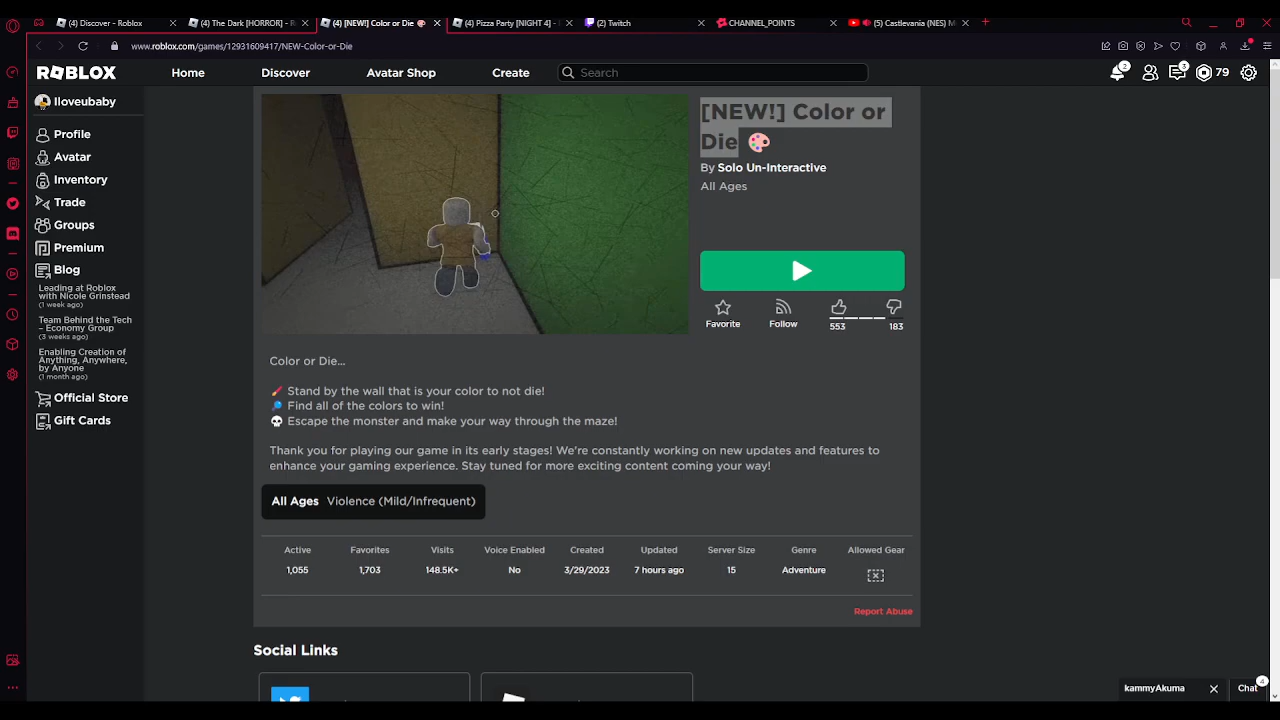 (4) Discover - Roblox
(4) The Dark [HORROR] -
(4) [NEW!] Color or Die
(4) Pizza Party [NIGHT 4] -
(2) Twitch
CHANNEL_POINTS
(5) Castlevania (NES) M
www.roblox.com/games/12931609417/NEW-Color-or-Die
ROBLOX
Home
Discover
Avatar Shop
Create
Search
2
3
79
Iloveubaby
Profile
Avatar
Inventory
Trade
Groups
Premium
Blog
Leading at Roblox
with Nicole Grinstead
(1 week ago)
Team Behind the Tech
– Economy Group
(3 weeks ago)
Enabling Creation of
Anything, Anywhere,
by Anyone
(1 month ago)
Official Store
Gift Cards
[NEW!] Color or
Die 🎨
By Solo Un-Interactive
All Ages
Favorite
Follow
553
183
Color or Die...
🖌️ Stand by the wall that is your color to not die!
🔎 Find all of the colors to win!
💀 Escape the monster and make your way through the maze!
Thank you for playing our game in its early stages! We're constantly working on new updates and features to
enhance your gaming experience. Stay tuned for more exciting content coming your way!
All Ages Violence (Mild/Infrequent)
Active Favorites Visits Voice Enabled Created Updated Server Size Genre Allowed Gear
1,055 1,703 148.5K+ No 3/29/2023 7 hours ago 15 Adventure
Report Abuse
Social Links
kammyAkuma
Chat
4